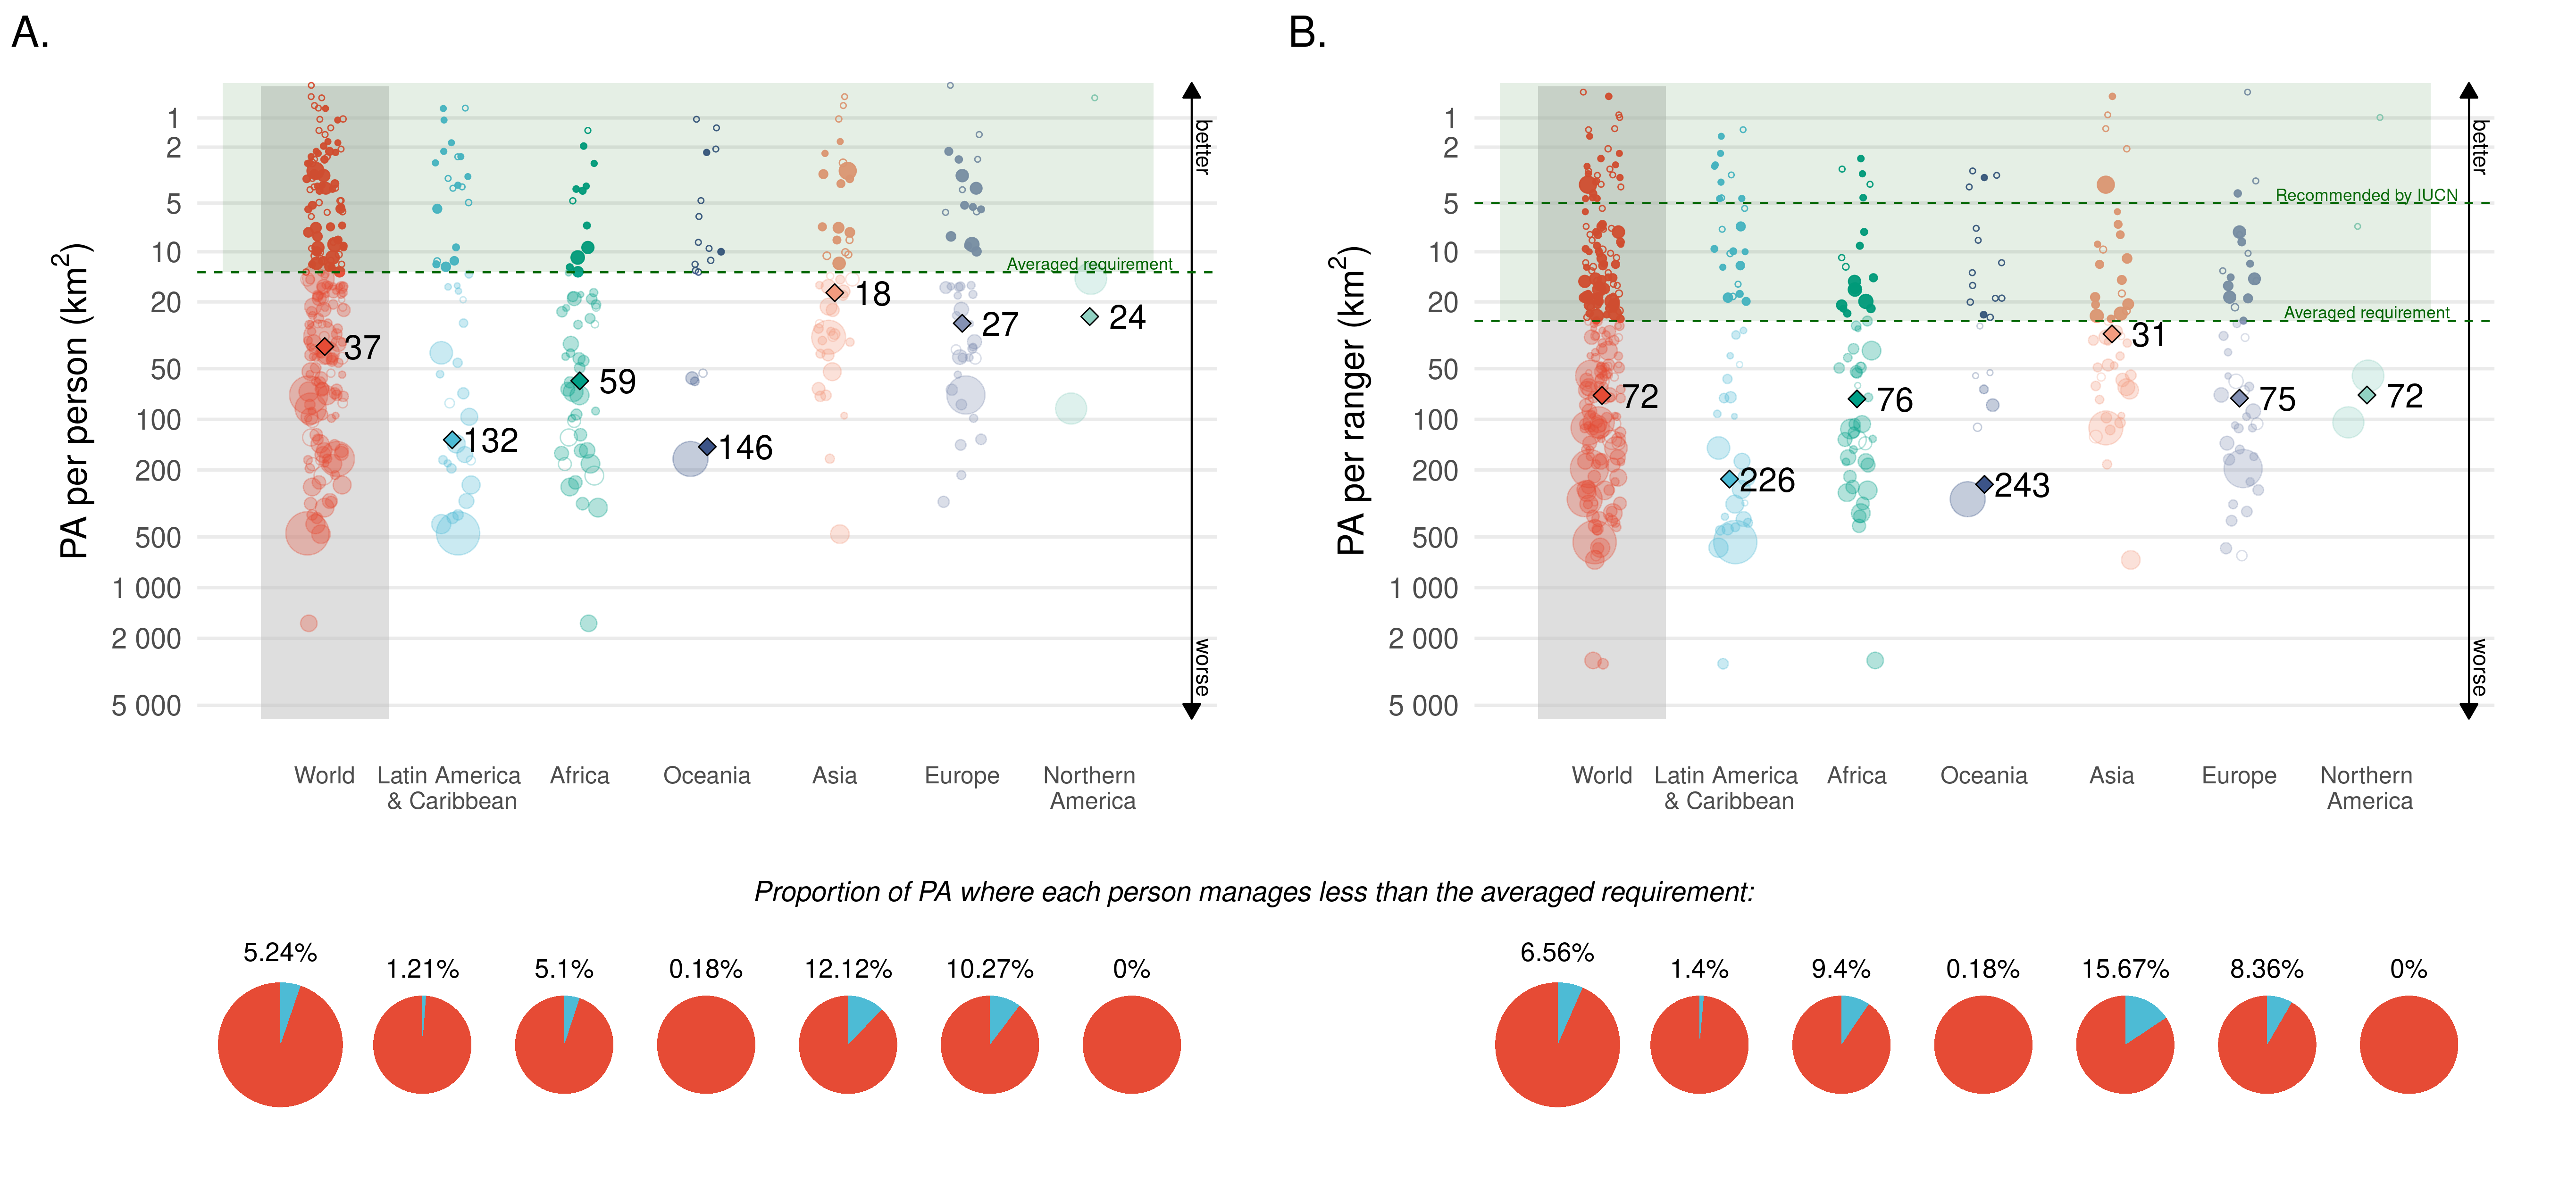 A.
PA per person (km²)
1
2
5
10
20
50
100
200
500
1 000
2 000
5 000
Averaged requirement
better
worse
37
132
59
146
18
27
24
World
Latin America
& Caribbean
Africa
Oceania
Asia
Europe
Northern
America
B.
PA per ranger (km²)
1
2
5
10
20
50
100
200
500
1 000
2 000
5 000
Recommended by IUCN
Averaged requirement
better
worse
72
226
76
243
31
75
72
World
Latin America
& Caribbean
Africa
Oceania
Asia
Europe
Northern
America
Proportion of PA where each person manages less than the averaged requirement:
5.24% 1.21% 5.1% 0.18% 12.12% 10.27% 0%
6.56% 1.4% 9.4% 0.18% 15.67% 8.36% 0%